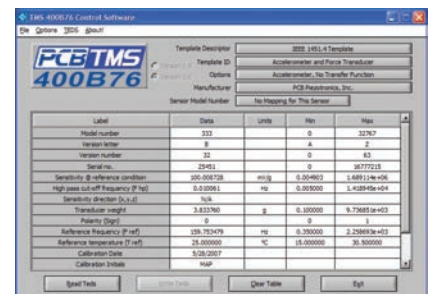 TMS 400B76 Control Software
File Options TEDS About!
PCB TMS
400B76
Template Descriptor IEEE 1451.4 Template
Template ID Accelerometer and Force Transducer
Options Accelerometer, No Transfer Function
Manufacturer PCB Piezotronics, Inc.
Sensor Model Number No Mapping for This Sensor
Label Data Units Min Max
Model number 333 0 32767
Version letter B A Z
Version number 32 0 63
Serial no. 25451 0 16777215
Sensitivity @ reference condition 100.008728 mV/g 0.004903 1.689114e+06
High pass cut-off frequency (F hp) 0.010061 Hz 0.005000 1.418945e+04
Sensitivity direction (x,y,z) N/A
Transducer weight 3.833760 g 0.100000 9.736851e+03
Polarity (Sign) 0 0 1
Reference frequency (F ref) 159.753479 Hz 0.350000 2.258693e+03
Reference temperature (T ref) 25.000000 °C 15.000000 30.500000
Calibration Date 5/28/2007
Calibration Initials MAP
Read Teds Write Teds Clear Table Exit